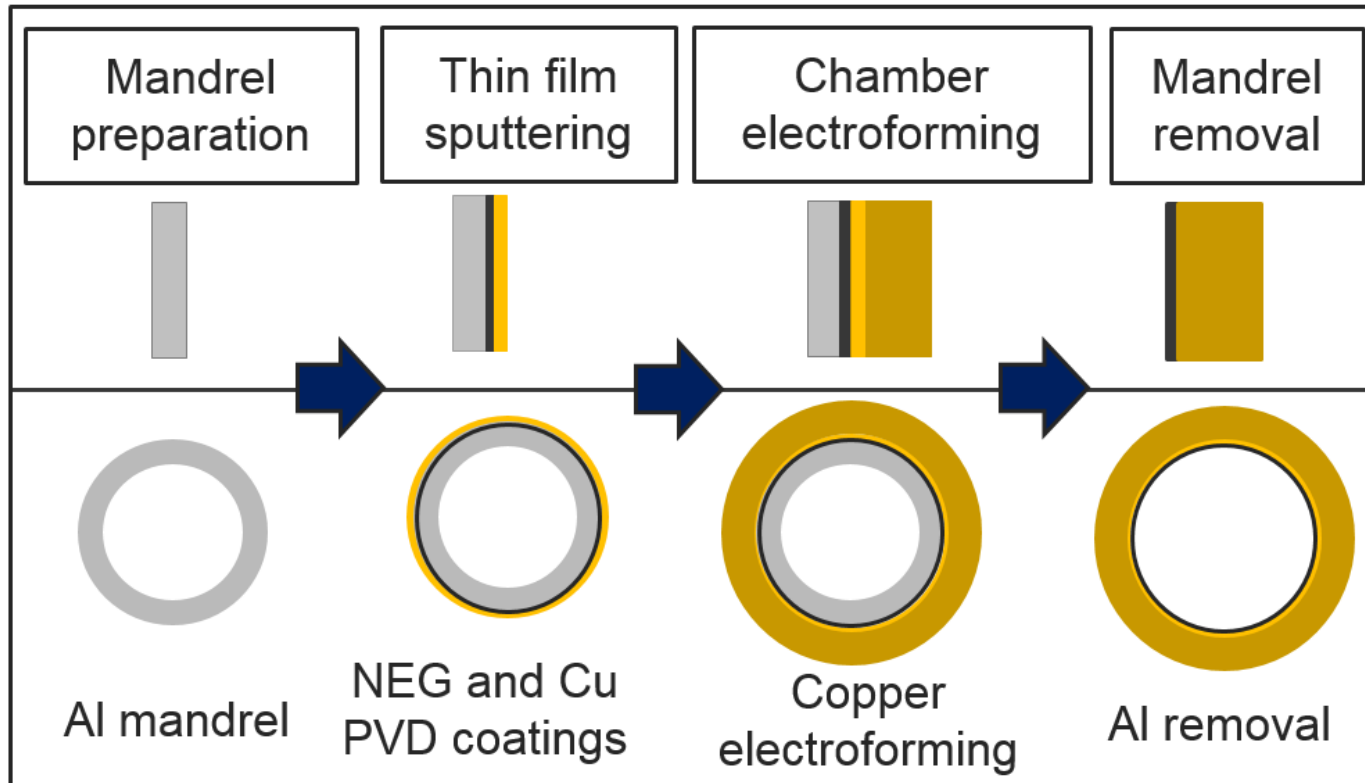 Mandrel
preparation
Thin film
sputtering
Chamber
electroforming
Mandrel
removal
Al mandrel
NEG and Cu
PVD coatings
Copper
electroforming
Al removal